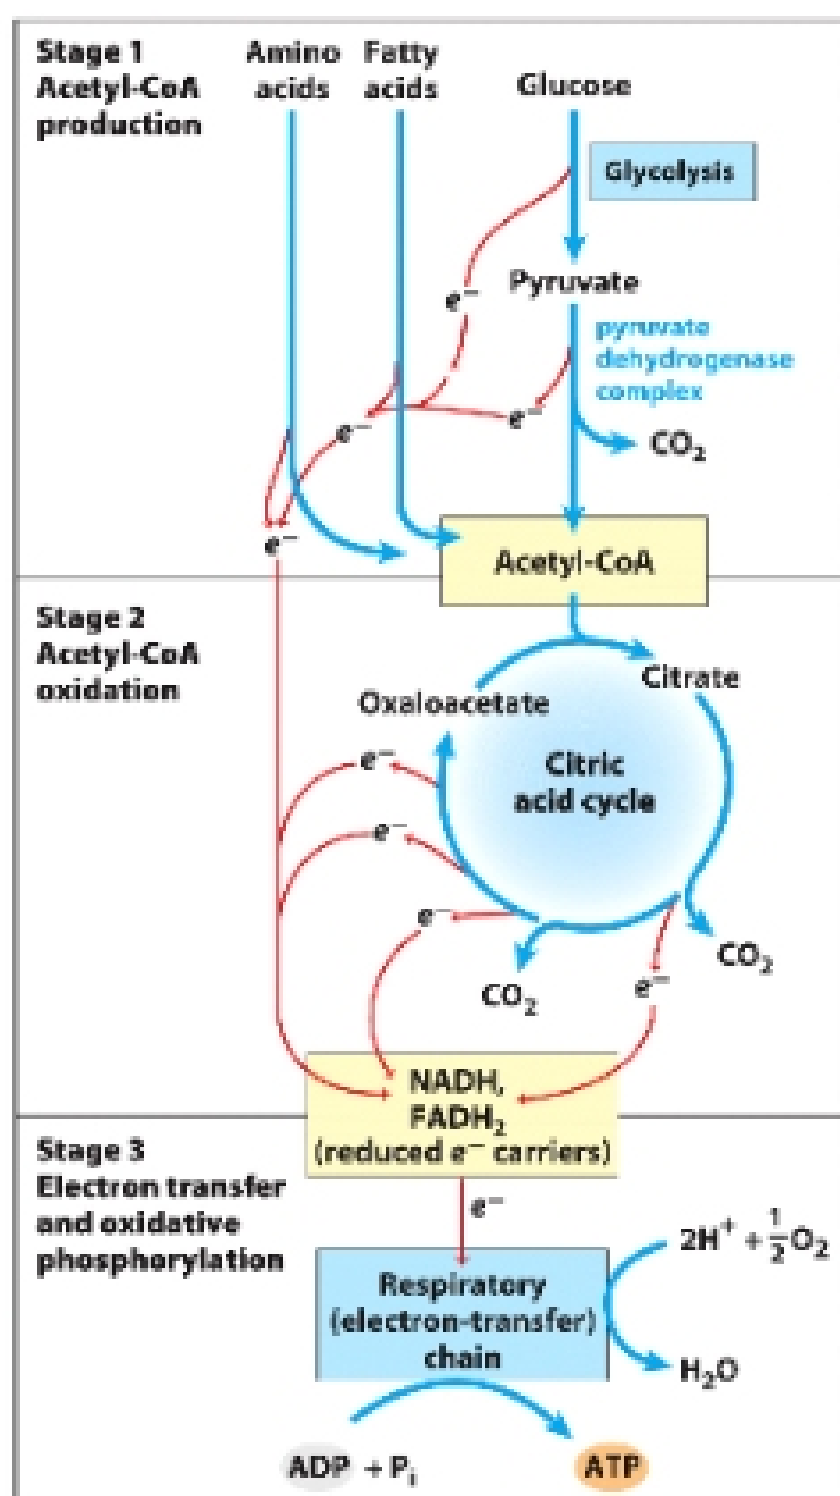 Stage 1
Acetyl-CoA
production
Amino
acids
Fatty
acids
Glucose
Glycolysis
e⁻
Pyruvate
pyruvate
dehydrogenase
complex
e⁻
e⁻
CO₂
e⁻
Acetyl-CoA
Stage 2
Acetyl-CoA
oxidation
Citrate
Oxaloacetate
Citric
acid cycle
e⁻
e⁻
e⁻
CO₂
e⁻
CO₂
NADH,
FADH₂
(reduced e⁻ carriers)
Stage 3
Electron transfer
and oxidative
phosphorylation
e⁻
2H⁺ + 1/2 O₂
Respiratory
(electron-transfer)
chain
H₂O
ADP + Pᵢ
ATP